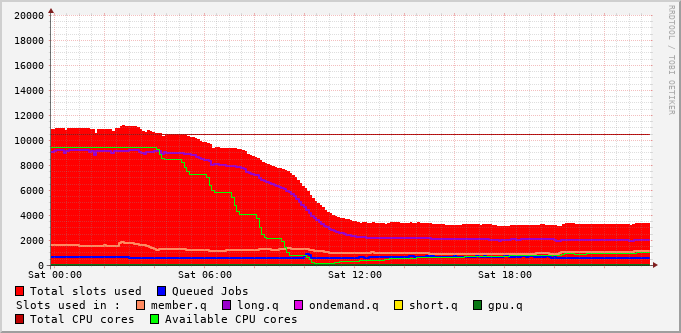 20000
18000
16000
14000
12000
10000
8000
6000
4000
2000
0
Sat 00:00 Sat 06:00 Sat 12:00 Sat 18:00
RRDTOOL / TOBI OETIKER
Total slots used Queued Jobs
Slots used in : member.q long.q ondemand.q short.q gpu.q
Total CPU cores Available CPU cores